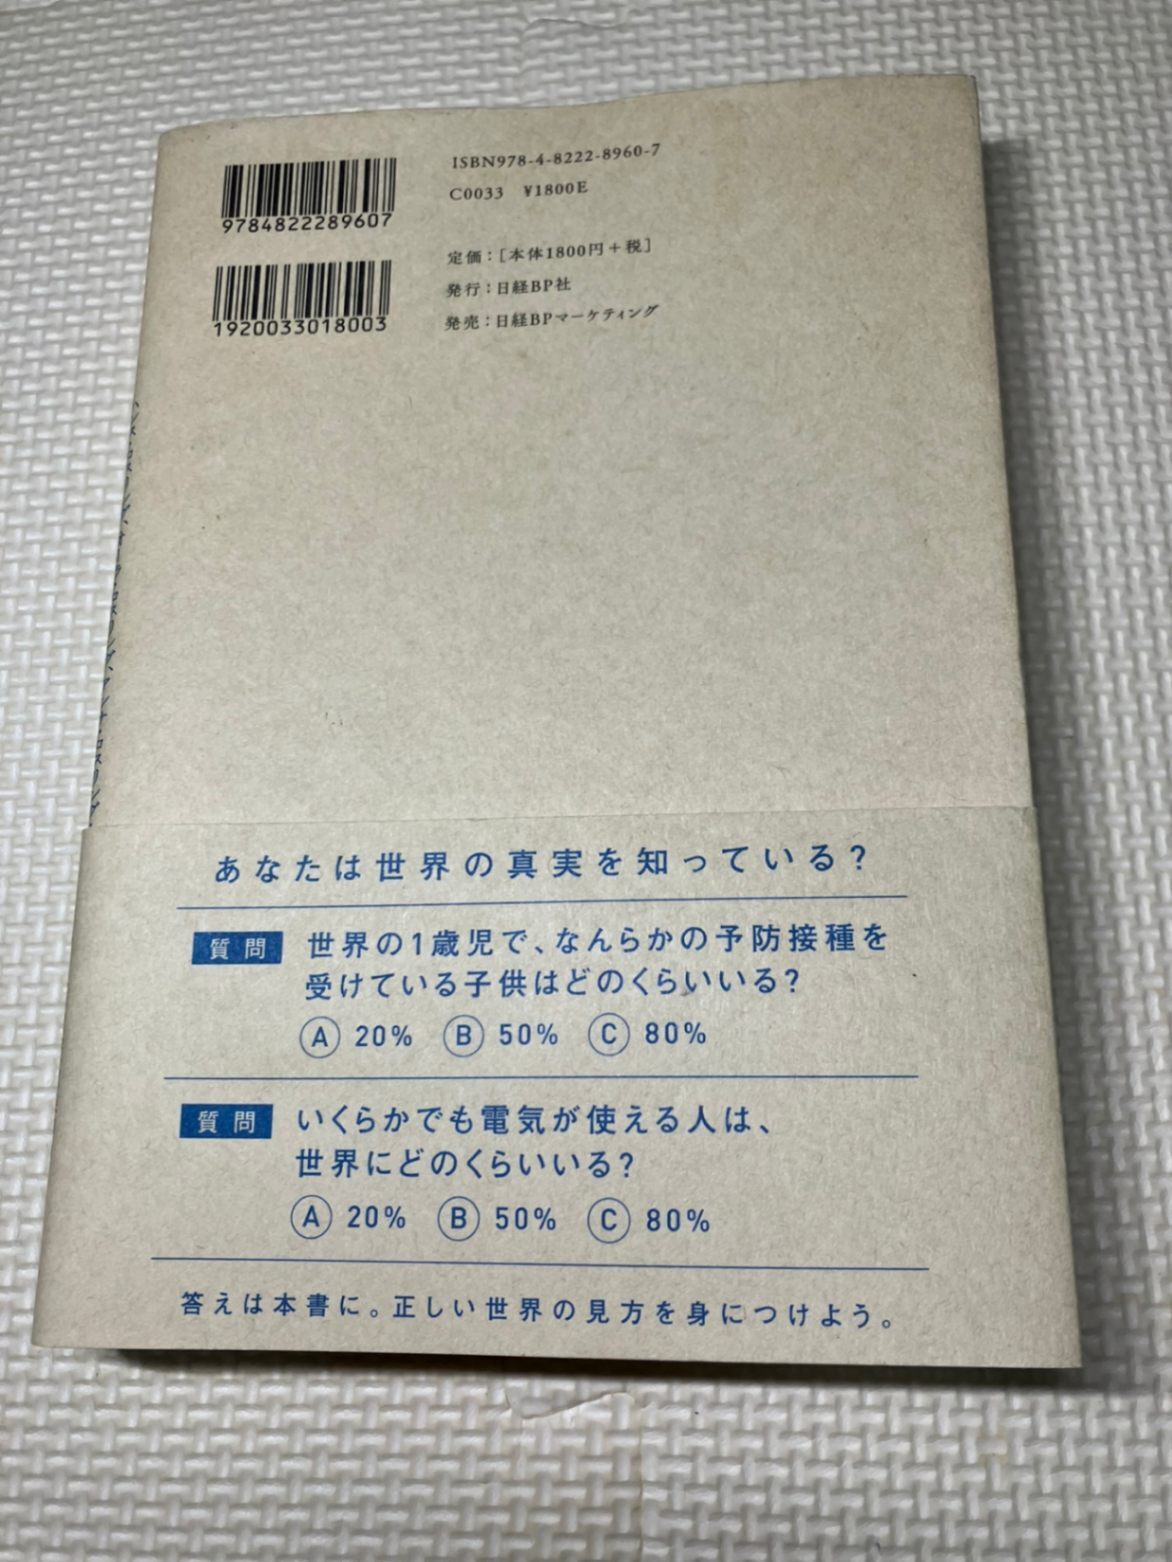 ISBN978-4-8222-8960-7
C0033 ¥1800E
9784822289607
定価：［本体1800円＋税］
発行：日経BP社
発売：日経BPマーケティング
1920033018003
あなたは世界の真実を知っている？
質問 世界の1歳児で、なんらかの予防接種を
受けている子供はどのくらいいる？
A 20% B 50% C 80%
質問 いくらかでも電気が使える人は、
世界にどのくらいいる？
A 20% B 50% C 80%
答えは本書に。正しい世界の見方を身につけよう。